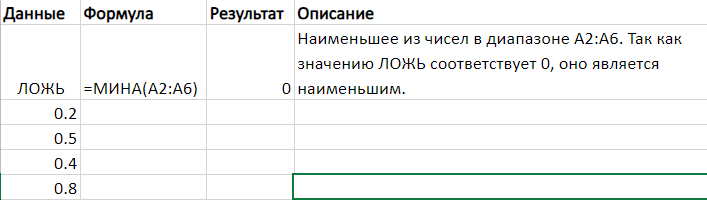 Данные Формула Результат Описание
Наименьшее из чисел в диапазоне A2:A6. Так как
значению ЛОЖЬ соответствует 0, оно является
ЛОЖЬ =МИНА(A2:A6) 0 наименьшим.
0.2
0.5
0.4
0.8